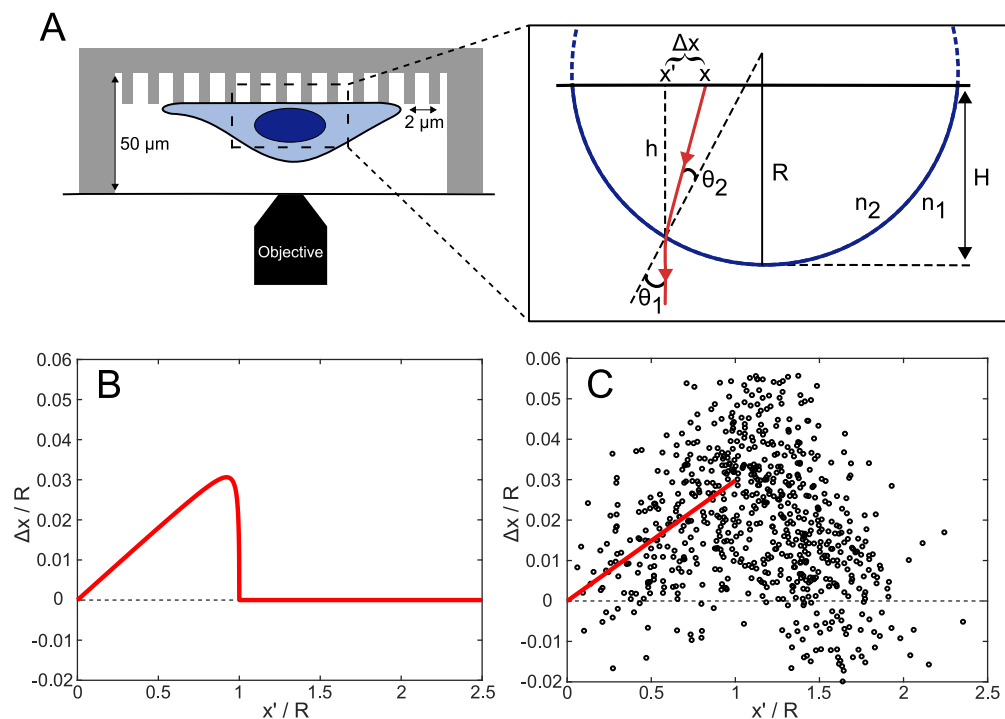 A
50 μm
2 μm
Objective
Δx
x' x
h
θ2
R
H
n2 n1
θ1
B
Δx / R
0.06
0.05
0.04
0.03
0.02
0.01
0
-0.01
-0.02
0 0.5 1 1.5 2 2.5
x' / R
C
Δx / R
0.06
0.05
0.04
0.03
0.02
0.01
0
-0.01
-0.02
0 0.5 1 1.5 2 2.5
x' / R